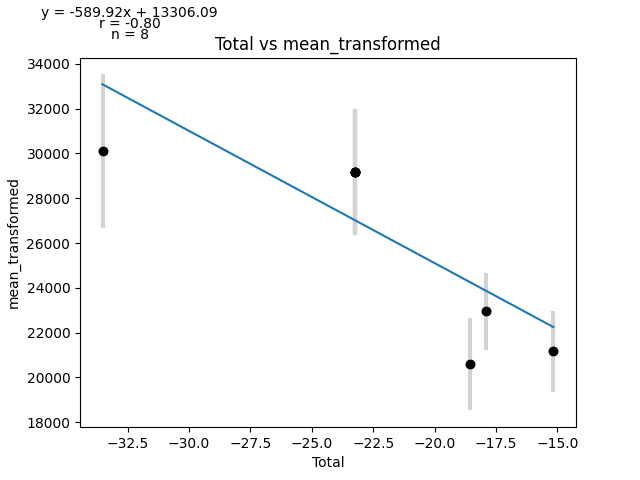 y = -589.92x + 13306.09
r = -0.80
n = 8
Total vs mean_transformed
34000
32000
30000
28000
26000
24000
22000
20000
18000
mean_transformed
−32.5 −30.0 −27.5 −25.0 −22.5 −20.0 −17.5 −15.0
Total